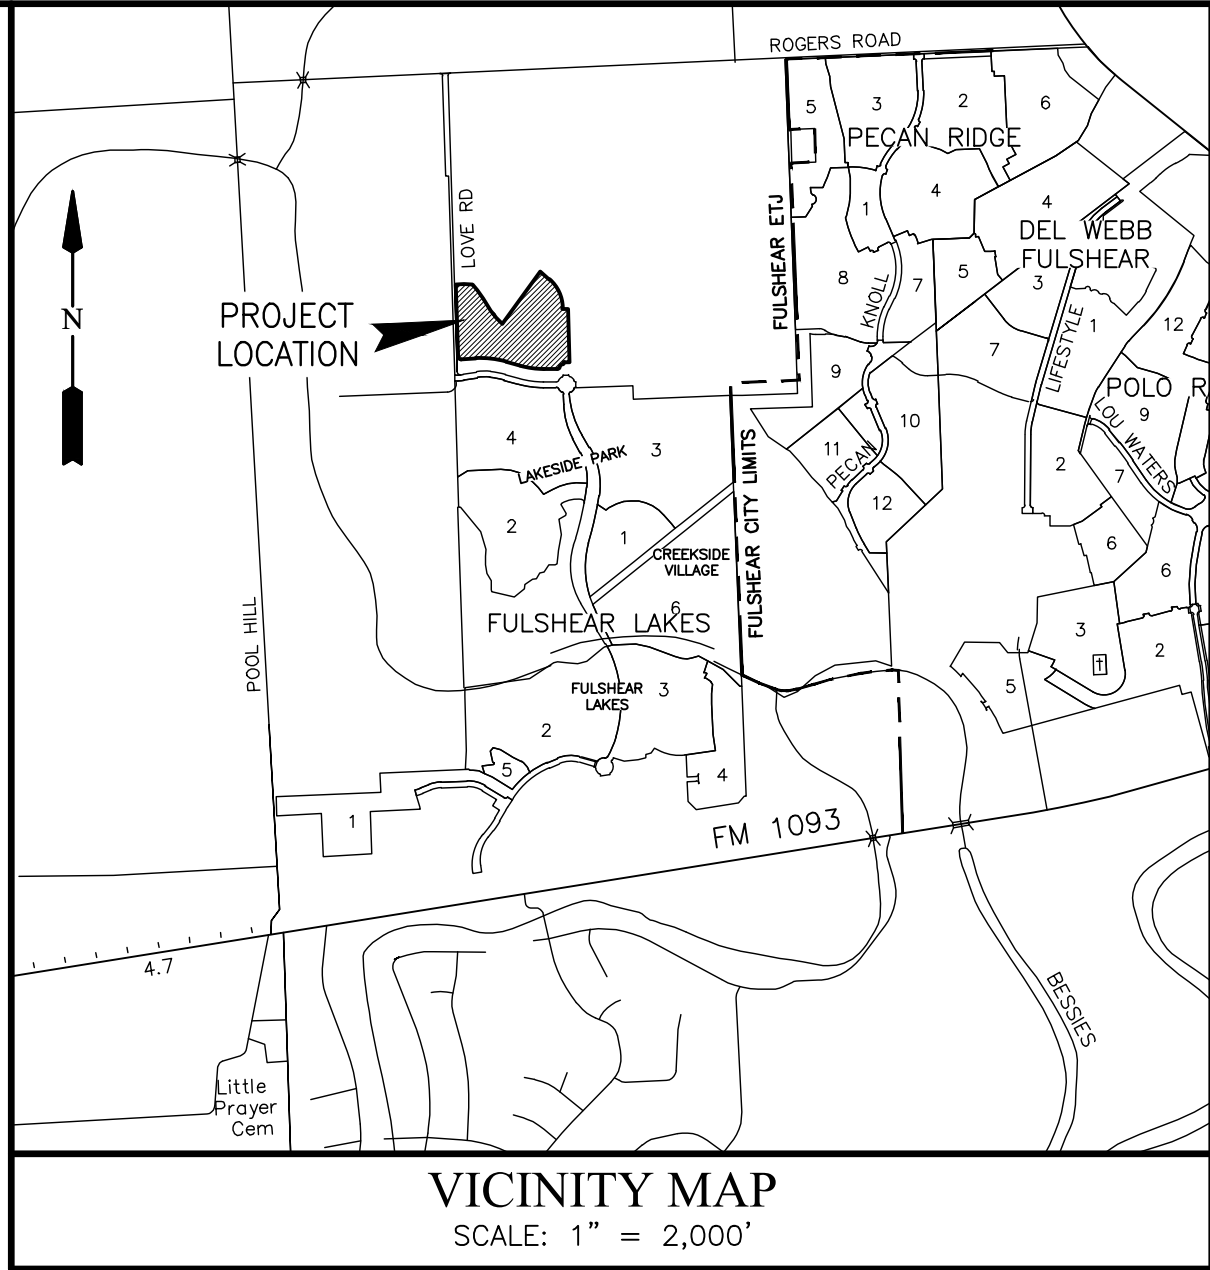 ROGERS ROAD
5
3
2
6
PECAN RIDGE
4
1
LOVE RD
FULSHEAR ETJ
4
DEL WEBB
FULSHEAR
8
KNOLL
7
5
3
LIFESTYLE
1
12
N
PROJECT
LOCATION
7
9
POLO R
9
LOU WATERS
10
11
PECAN
12
2
7
6
6
4
LAKESIDE PARK
3
2
1
CREEKSIDE
VILLAGE
6
FULSHEAR CITY LIMITS
FULSHEAR LAKES
POOL HILL
3
2
5
FULSHEAR
LAKES
3
2
5
4
1
FM 1093
4.7
BESSIES
Little
Prayer
Cem
VICINITY MAP
SCALE: 1" = 2,000'